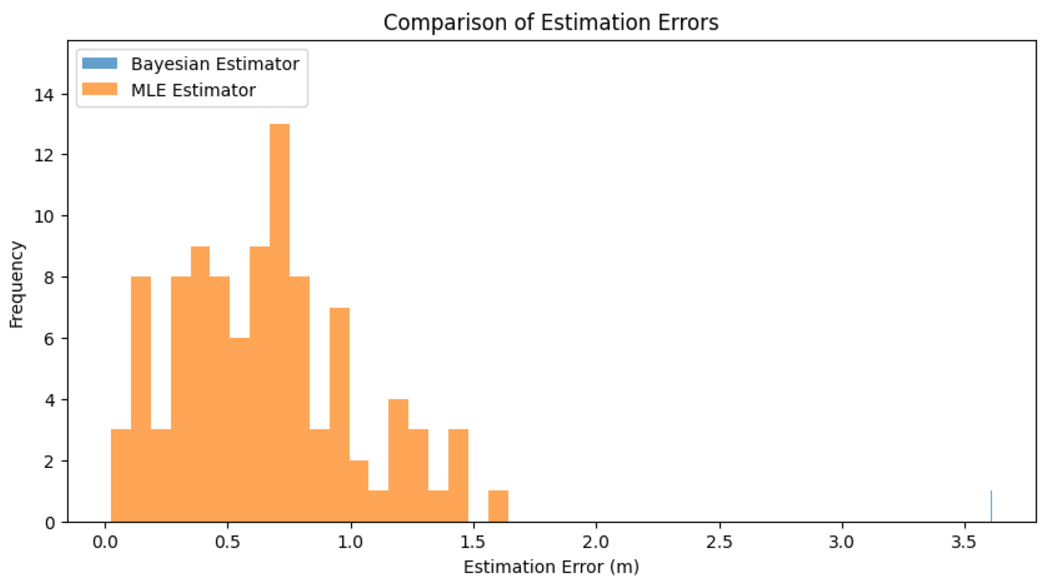 Comparison of Estimation Errors
Bayesian Estimator
MLE Estimator
14
12
10
8
6
4
2
0
Frequency
0.0 0.5 1.0 1.5 2.0 2.5 3.0 3.5
Estimation Error (m)